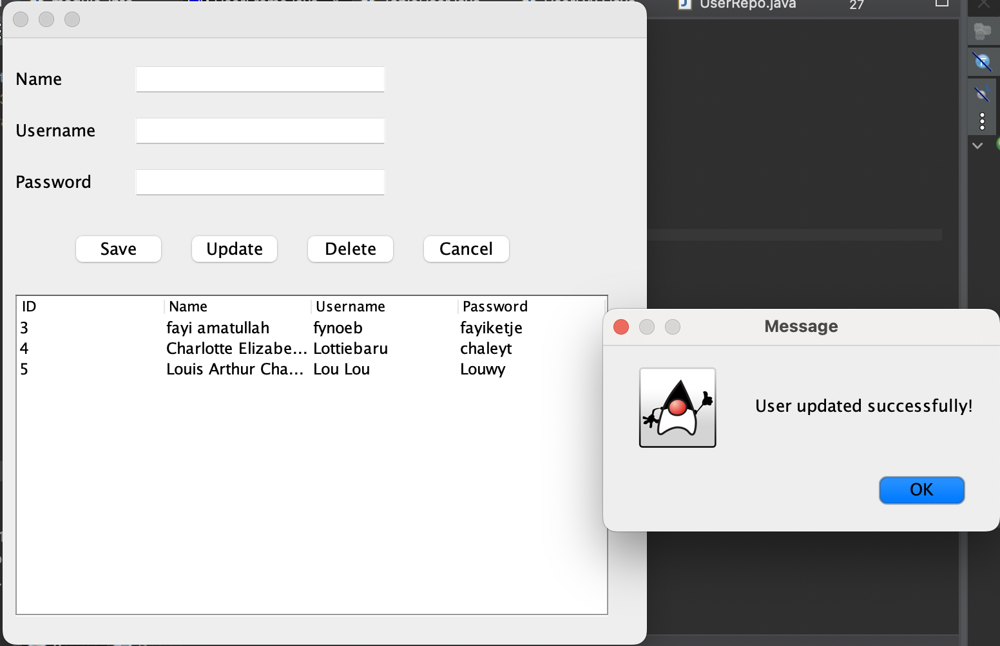 UserRepo.java
27
Name
Username
Password
Save Update Delete Cancel
ID Name Username Password
3 fayi amatullah fynoeb fayiketje
4 Charlotte Elizabe... Lottiebaru chaleyt
5 Louis Arthur Cha... Lou Lou Louwy
Message
User updated successfully!
OK